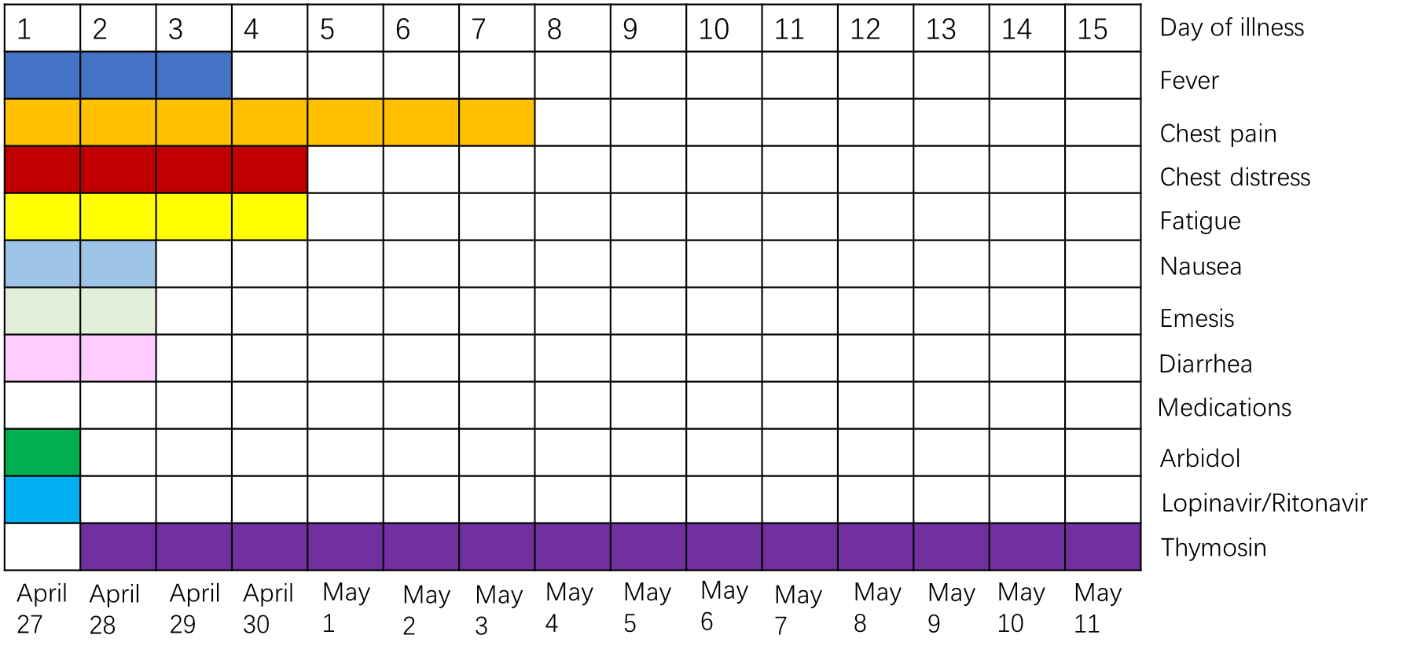 1 2 3 4 5 6 7 8 9 10 11 12 13 14 15 Day of illness
Fever
Chest pain
Chest distress
Fatigue
Nausea
Emesis
Diarrhea
Medications
Arbidol
Lopinavir/Ritonavir
Thymosin
April April April April May May May May May May May May May May May
27 28 29 30 1 2 3 4 5 6 7 8 9 10 11